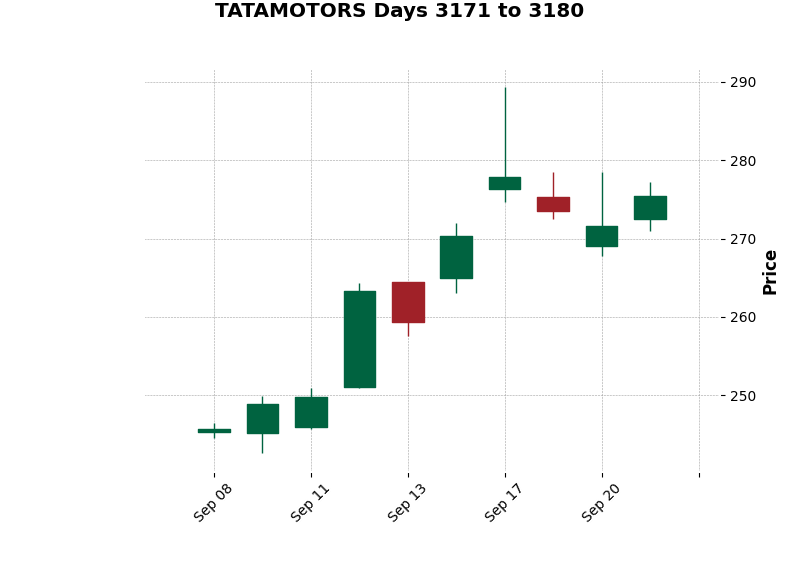 TATAMOTORS Days 3171 to 3180
290
280
270
260
250
Price
Sep 08
Sep 11
Sep 13
Sep 17
Sep 20